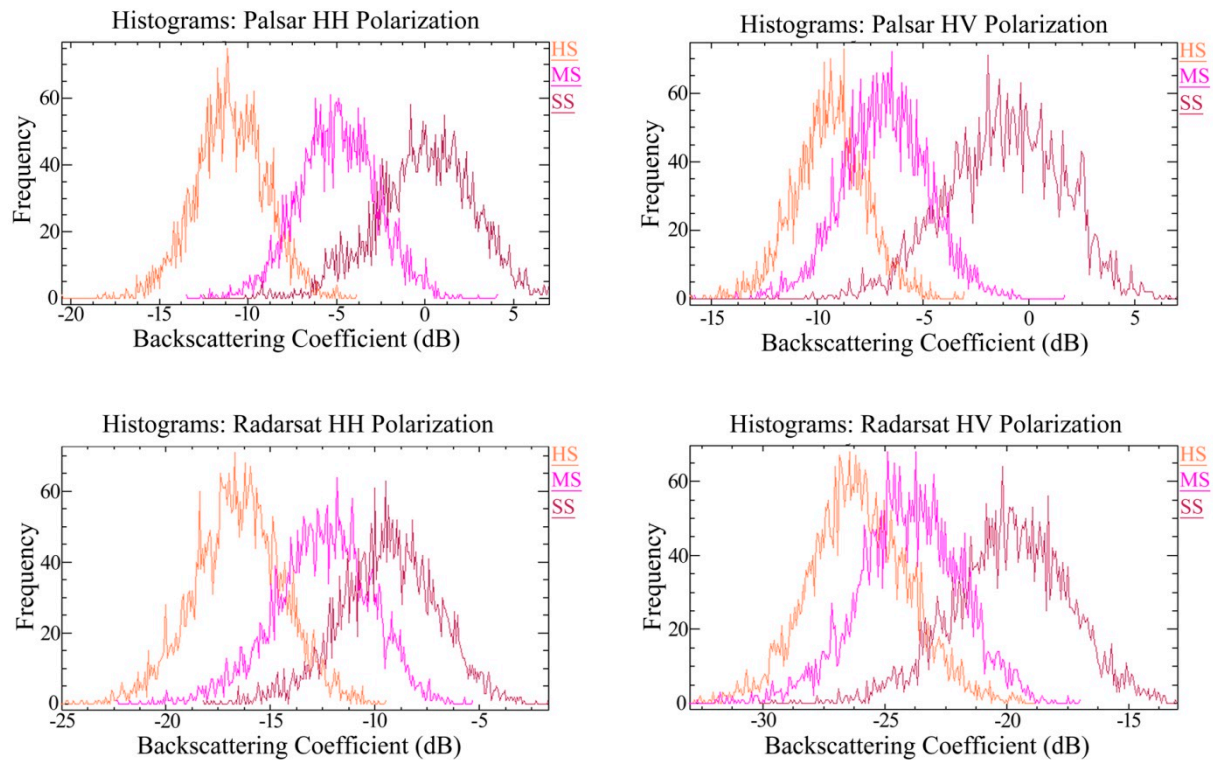 Histograms: Palsar HH Polarization
HS
MS
SS
Frequency
60
40
20
0
-20 -15 -10 -5 0 5
Backscattering Coefficient (dB)
Histograms: Palsar HV Polarization
HS
MS
SS
Frequency
60
40
20
0
-15 -10 -5 0 5
Backscattering Coefficient (dB)
Histograms: Radarsat HH Polarization
HS
MS
SS
Frequency
60
40
20
0
-25 -20 -15 -10 -5
Backscattering Coefficient (dB)
Histograms: Radarsat HV Polarization
HS
MS
SS
Frequency
60
40
20
0
-30 -25 -20 -15
Backscattering Coefficient (dB)